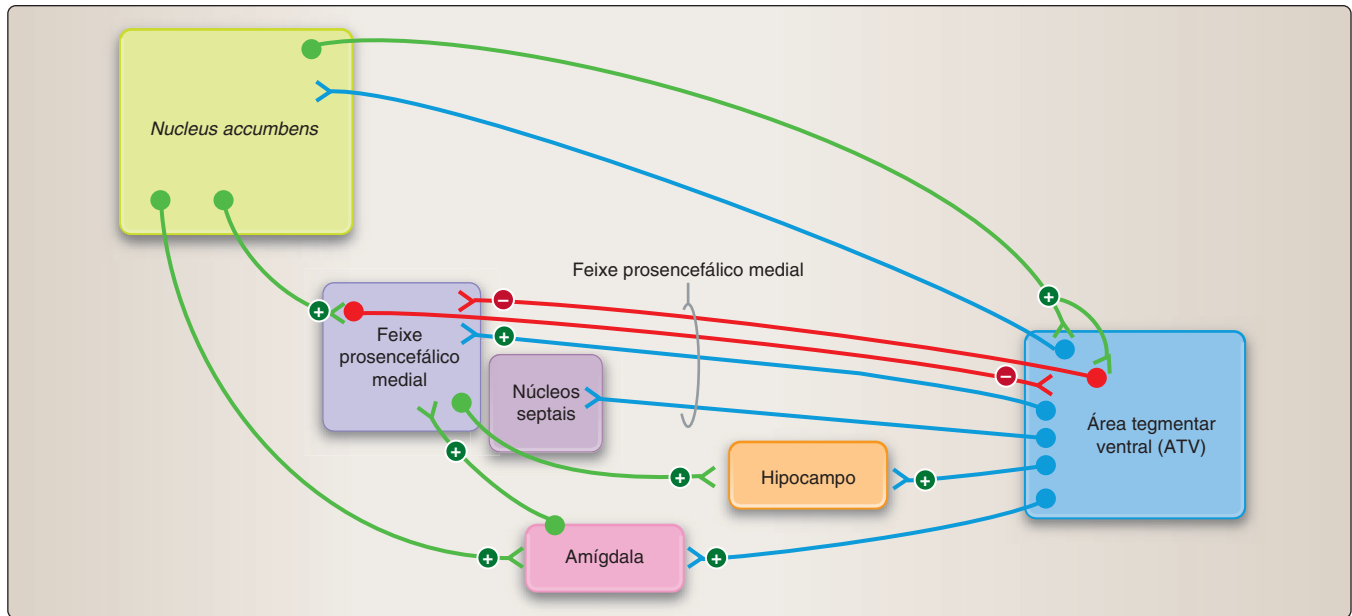 Nucleus accumbens
Feixe prosencefálico medial
Feixe
prosencefálico
medial
Núcleos
septais
Área tegmentar
ventral (ATV)
Hipocampo
Amígdala
+
−
+
−
+
+
+
+
+
+